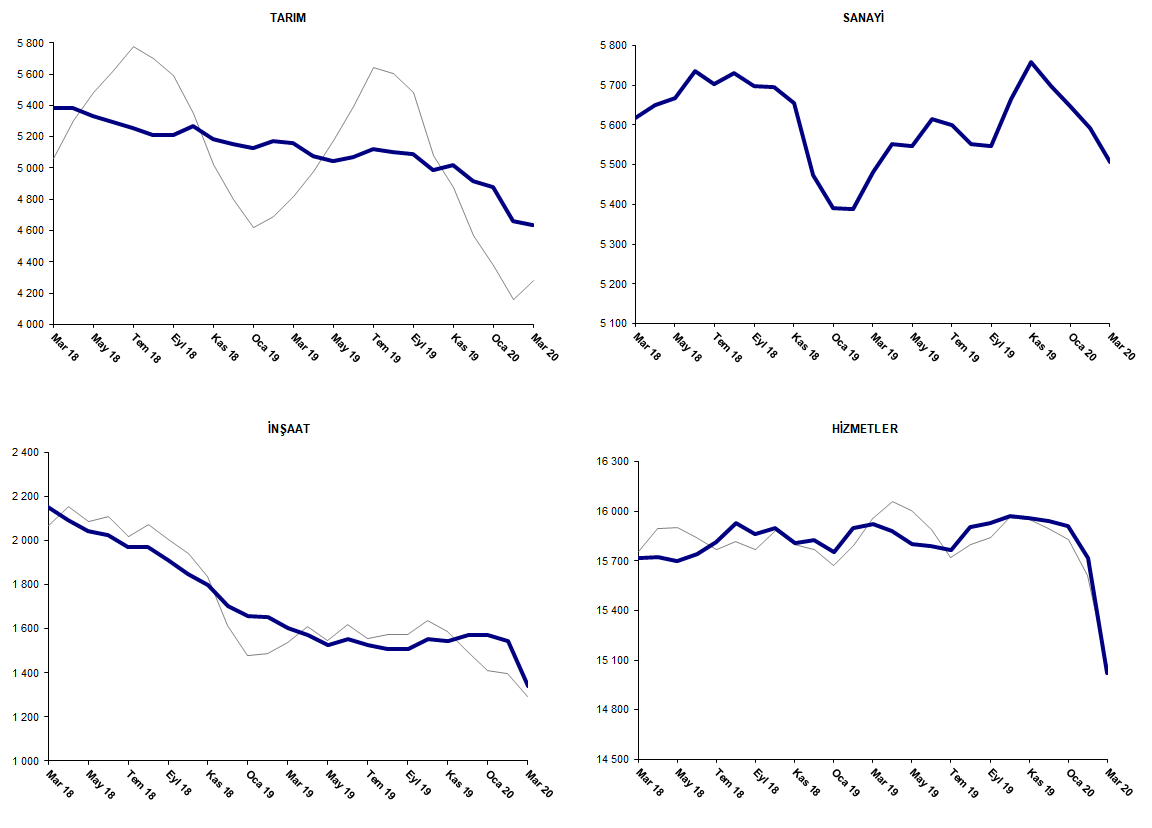 TARIM
5 800
5 600
5 400
5 200
5 000
4 800
4 600
4 400
4 200
4 000
Mar 18
May 18
Tem 18
Eyl 18
Kas 18
Oca 19
Mar 19
May 19
Tem 19
Eyl 19
Kas 19
Oca 20
Mar 20
SANAYİ
5 800
5 700
5 600
5 500
5 400
5 300
5 200
5 100
Mar 18
May 18
Tem 18
Eyl 18
Kas 18
Oca 19
Mar 19
May 19
Tem 19
Eyl 19
Kas 19
Oca 20
Mar 20
İNŞAAT
2 400
2 200
2 000
1 800
1 600
1 400
1 200
1 000
Mar 18
May 18
Tem 18
Eyl 18
Kas 18
Oca 19
Mar 19
May 19
Tem 19
Eyl 19
Kas 19
Oca 20
Mar 20
HİZMETLER
16 300
16 000
15 700
15 400
15 100
14 800
14 500
Mar 18
May 18
Tem 18
Eyl 18
Kas 18
Oca 19
Mar 19
May 19
Tem 19
Eyl 19
Kas 19
Oca 20
Mar 20